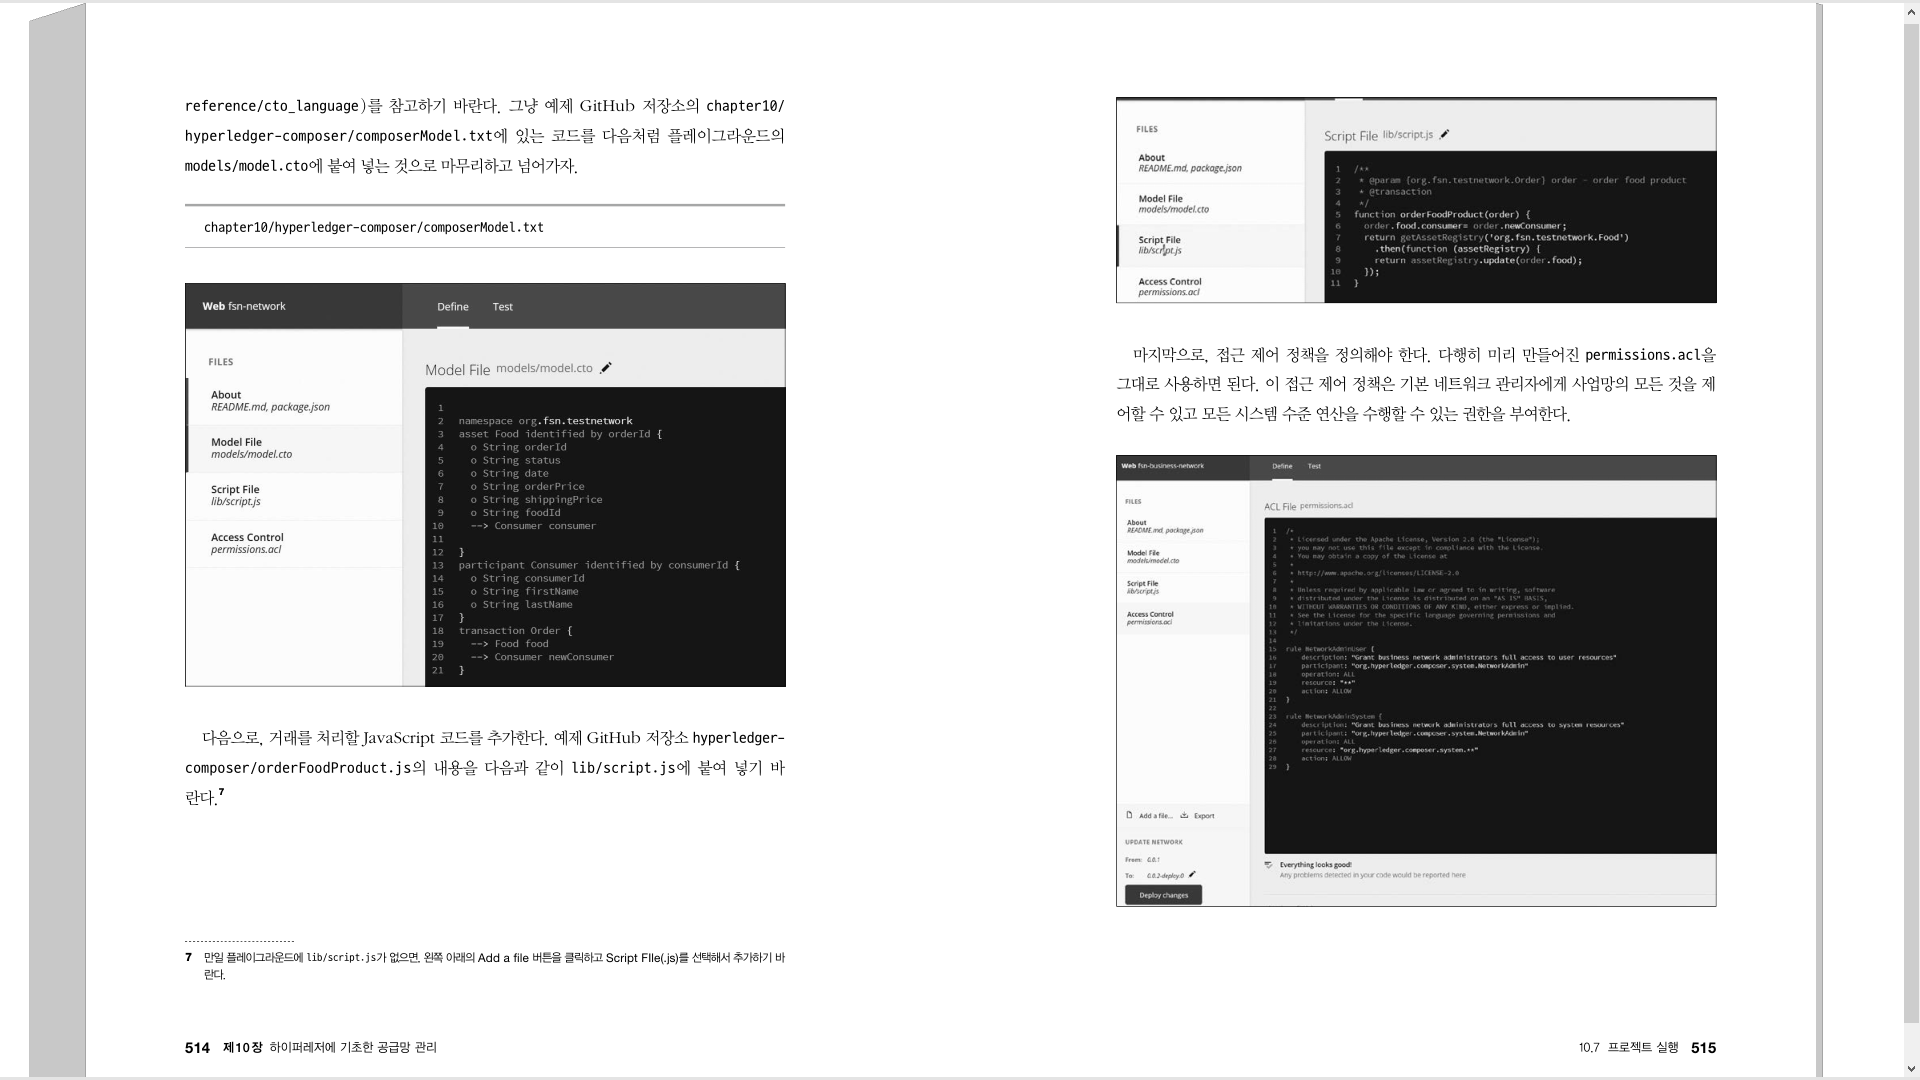 reference/cto_language)를 참고하기 바란다. 그냥 예제 GitHub 저장소의 chapter10/
hyperledger-composer/composerModel.txt에 있는 코드를 다음처럼 플레이그라운드의
models/model.cto에 붙여 넣는 것으로 마무리하고 넘어가자.
chapter10/hyperledger-composer/composerModel.txt
Web fsn-network
Define Test
FILES
About
README.md, package.json
Model File
models/model.cto
Script File
lib/script.js
Access Control
permissions.acl
Model File models/model.cto
1
2 namespace org.fsn.testnetwork
3 asset Food identified by orderId {
4 o String orderId
5 o String status
6 o String date
7 o String orderPrice
8 o String shippingPrice
9 o String foodId
10 --> Consumer consumer
11
12 }
13 participant Consumer identified by consumerId {
14 o String consumerId
15 o String firstName
16 o String lastName
17 }
18 transaction Order {
19 --> Food food
20 --> Consumer newConsumer
21 }
다음으로, 거래를 처리할 JavaScript 코드를 추가한다. 예제 GitHub 저장소 hyperledger-
composer/orderFoodProduct.js의 내용을 다음과 같이 lib/script.js에 붙여 넣기 바
란다.7
7 만일 플레이그라운드에 lib/script.js가 없으면, 왼쪽 아래의 Add a file 버튼을 클릭하고 Script FIle(.js)를 선택해서 추가하기 바
란다.
514 제10장 하이퍼레저에 기초한 공급망 관리
FILES
About
README.md, package.json
Model File
models/model.cto
Script File
lib/script.js
Access Control
permissions.acl
Script File lib/script.js
1 /**
2 * @param {org.fsn.testnetwork.Order} order - order food product
3 * @transaction
4 */
5 function orderFoodProduct(order) {
6 order.food.consumer= order.newConsumer;
7 return getAssetRegistry('org.fsn.testnetwork.Food')
8 .then(function (assetRegistry) {
9 return assetRegistry.update(order.food);
10 });
11 }
마지막으로, 접근 제어 정책을 정의해야 한다. 다행히 미리 만들어진 permissions.acl을
그대로 사용하면 된다. 이 접근 제어 정책은 기본 네트워크 관리자에게 사업망의 모든 것을 제
어할 수 있고 모든 시스템 수준 연산을 수행할 수 있는 권한을 부여한다.
Web fsn-business-network
Define Test
FILES
About
README.md, package.json
Model File
models/model.cto
Script File
lib/script.js
Access Control
permissions.acl
Add a file... Export
UPDATE NETWORK
From: 0.0.1
To: 0.0.2-deploy.0
Deploy changes
ACL File permissions.acl
1 /*
2 * Licensed under the Apache License, Version 2.0 (the "License");
3 * you may not use this file except in compliance with the License.
4 * You may obtain a copy of the License at
5 *
6 * http://www.apache.org/licenses/LICENSE-2.0
7 *
8 * Unless required by applicable law or agreed to in writing, software
9 * distributed under the License is distributed on an "AS IS" BASIS,
10 * WITHOUT WARRANTIES OR CONDITIONS OF ANY KIND, either express or implied.
11 * See the License for the specific language governing permissions and
12 * limitations under the License.
13 */
14
15 rule NetworkAdminUser {
16 description: "Grant business network administrators full access to user resources"
17 participant: "org.hyperledger.composer.system.NetworkAdmin"
18 operation: ALL
19 resource: "**"
20 action: ALLOW
21 }
22
23 rule NetworkAdminSystem {
24 description: "Grant business network administrators full access to system resources"
25 participant: "org.hyperledger.composer.system.NetworkAdmin"
26 operation: ALL
27 resource: "org.hyperledger.composer.system.**"
28 action: ALLOW
29 }
Everything looks good!
Any problems detected in your code would be reported here
10.7 프로젝트 실행 515